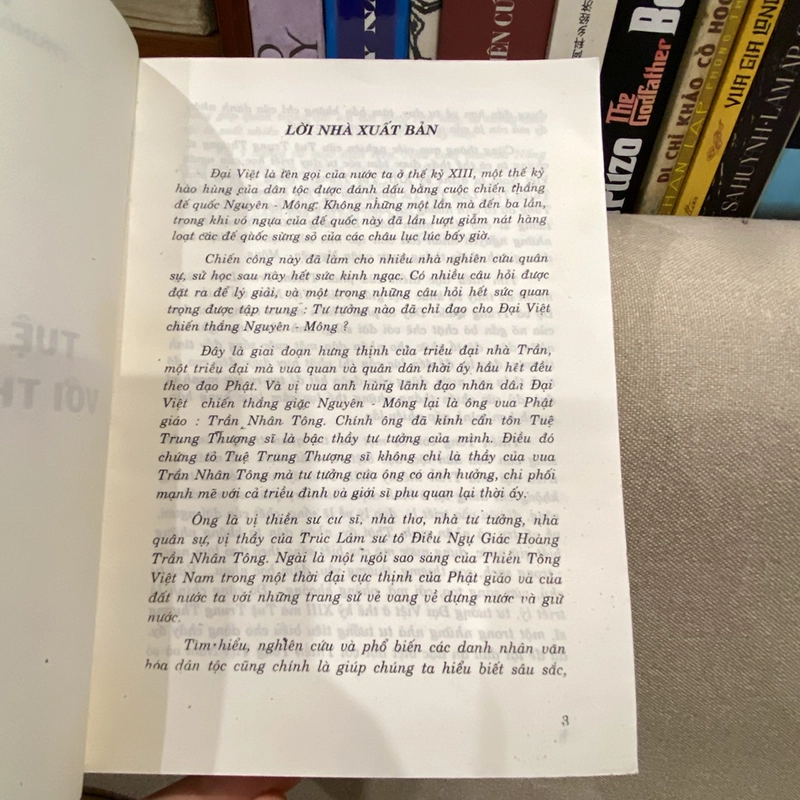 LỜI NHÀ XUẤT BẢN
Đại Việt là tên gọi của nước ta ở thế kỷ XIII, một thế kỷ
hào hùng của dân tộc được đánh dấu bằng cuộc chiến thắng
đế quốc Nguyên - Mông: Không những một lần mà đến ba lần,
trong khi vó ngựa của đế quốc này đã lần lượt giẫm nát hàng
loạt các đế quốc sừng sỏ của các châu lục lúc bấy giờ.
Chiến công này đã làm cho nhiều nhà nghiên cứu quân
sự, sử học sau này hết sức kinh ngạc. Có nhiều câu hỏi được
đặt ra để lý giải, và một trong những câu hỏi hết sức quan
trọng được tập trung : Tư tưởng nào đã chỉ đạo cho Đại Việt
chiến thắng Nguyên - Mông ?
Đây là giai đoạn hưng thịnh của triều đại nhà Trần,
một triều đại mà vua quan và quân dân thời ấy hầu hết đều
theo đạo Phật. Và vị vua anh hùng lãnh đạo nhân dân Đại
Việt chiến thắng giặc Nguyên - Mông lại là ông vua Phật
giáo : Trần Nhân Tông. Chính ông đã kính cẩn tôn Tuệ
Trung Thượng sĩ là bậc thầy tư tưởng của mình. Điều đó
chứng tỏ Tuệ Trung Thượng sĩ không chỉ là thầy của vua
Trần Nhân Tông mà tư tưởng của ông có ảnh hưởng, chi phối
mạnh mẽ với cả triều đình và giới sĩ phu quan lại thời ấy.
Ông là vị thiền sư cư sĩ, nhà thơ, nhà tư tưởng, nhà
quân sự, vị thầy của Trúc Lâm sư tổ Điều Ngự Giác Hoàng
Trần Nhân Tông. Ngài là một ngôi sao sáng của Thiền Tông
Việt Nam trong một thời đại cực thịnh của Phật giáo và của
đất nước ta với những trang sử vẻ vang về dựng nước và giữ
nước.
Tìm hiểu, nghiên cứu và phổ biến các danh nhân văn
hóa dân tộc cũng chính là giúp chúng ta hiểu biết sâu sắc,
3
TUỆ
VỚI TH
PUZO
The
Godfather
DI CHỈ KHẢO CỔ HỌC
VUA GIA LONG
SĨ HUỲNH-LAM ẤP C